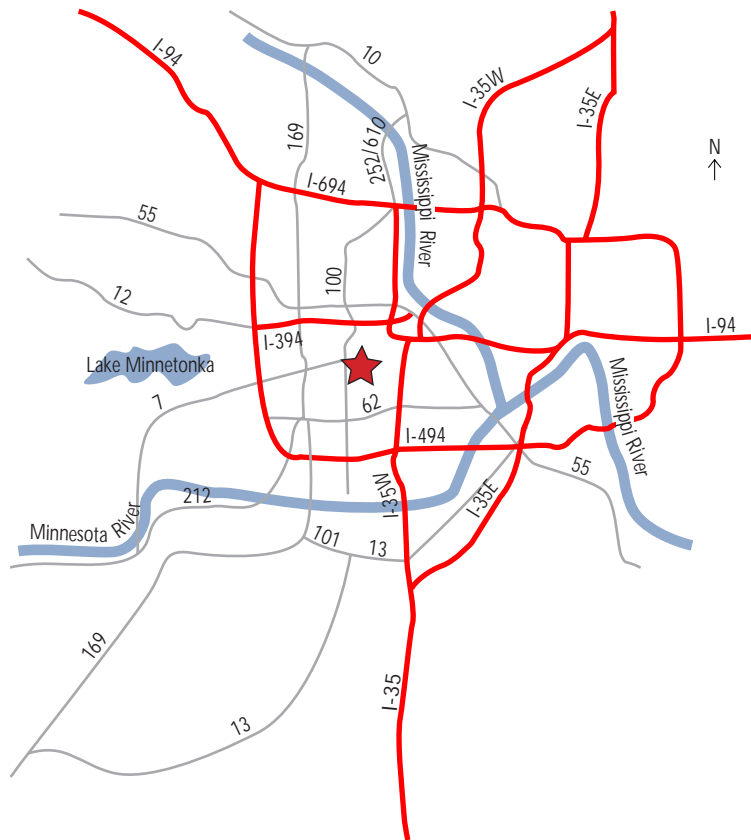 10
I-94
I-35W
I-35E
169
252/610
N
Mississippi River
I-694
55
100
12
I-94
I-394
Lake Minnetonka
Mississippi River
7
62
I-494
55
I-35W
I-35E
212
Minnesota River
101
13
169
I-35
13